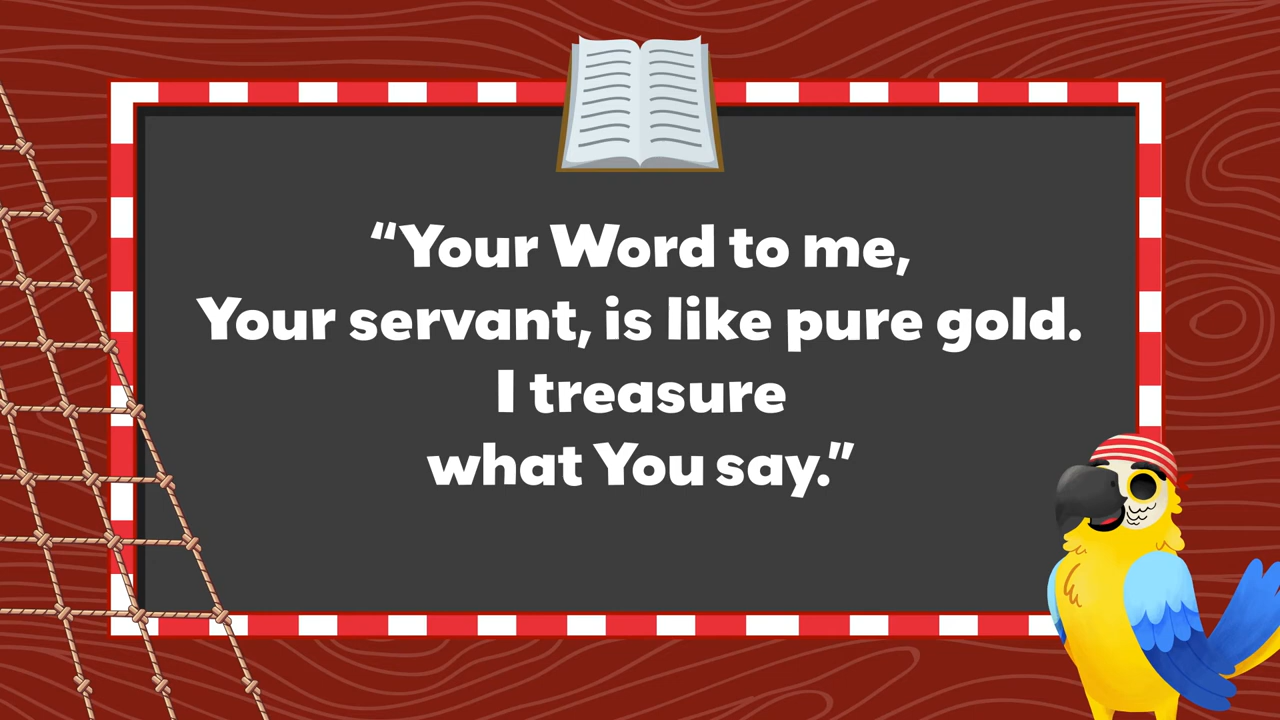 “Your Word to me,
Your servant, is like pure gold.
I treasure
what You say.”